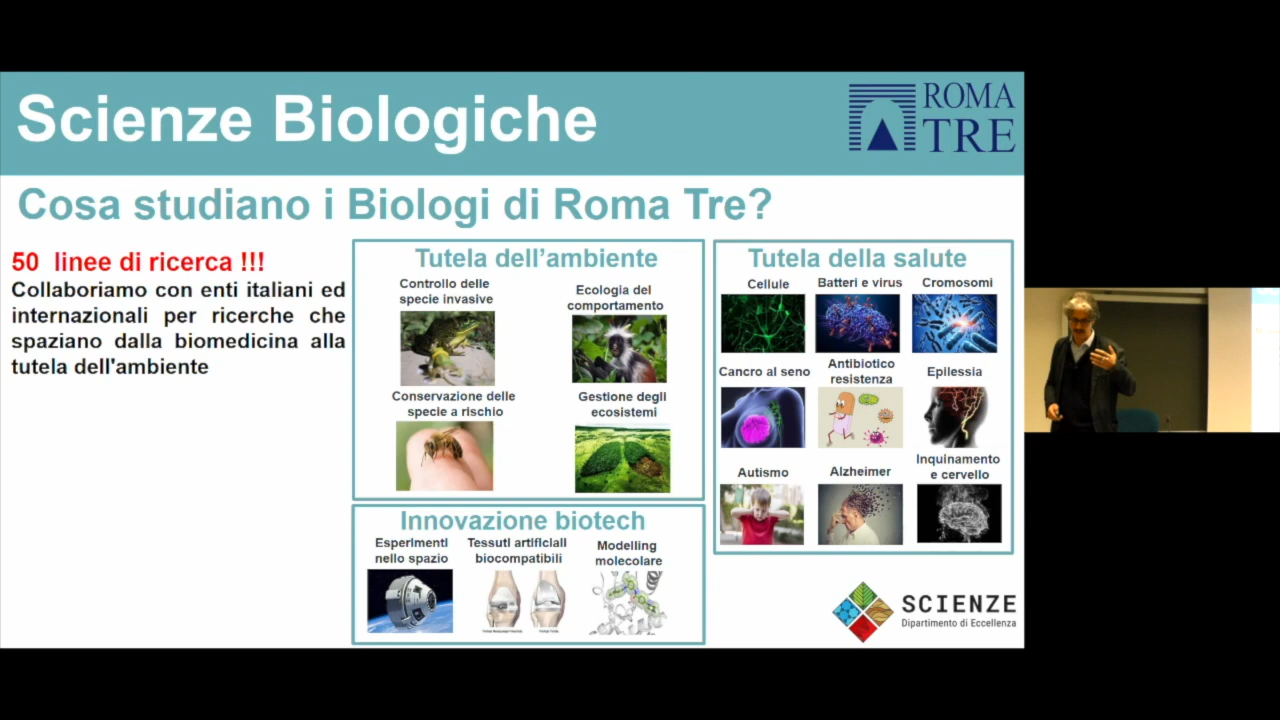 Scienze Biologiche
ROMA
TRE
Cosa studiano i Biologi di Roma Tre?
50 linee di ricerca !!!
Collaboriamo con enti italiani ed
internazionali per ricerche che
spaziano dalla biomedicina alla
tutela dell'ambiente
Tutela dell'ambiente
Controllo delle
specie invasive
Ecologia del
comportamento
Conservazione delle
specie a rischio
Gestione degli
ecosistemi
Innovazione biotech
Esperimenti
nello spazio
Tessuti artificiali
biocompatibili
Modelling
molecolare
Tutela della salute
Cellule
Batteri e virus
Cromosomi
Cancro al seno
Antibiotico
resistenza
Epilessia
Autismo
Alzheimer
Inquinamento
e cervello
SCIENZE
Dipartimento di Eccellenza